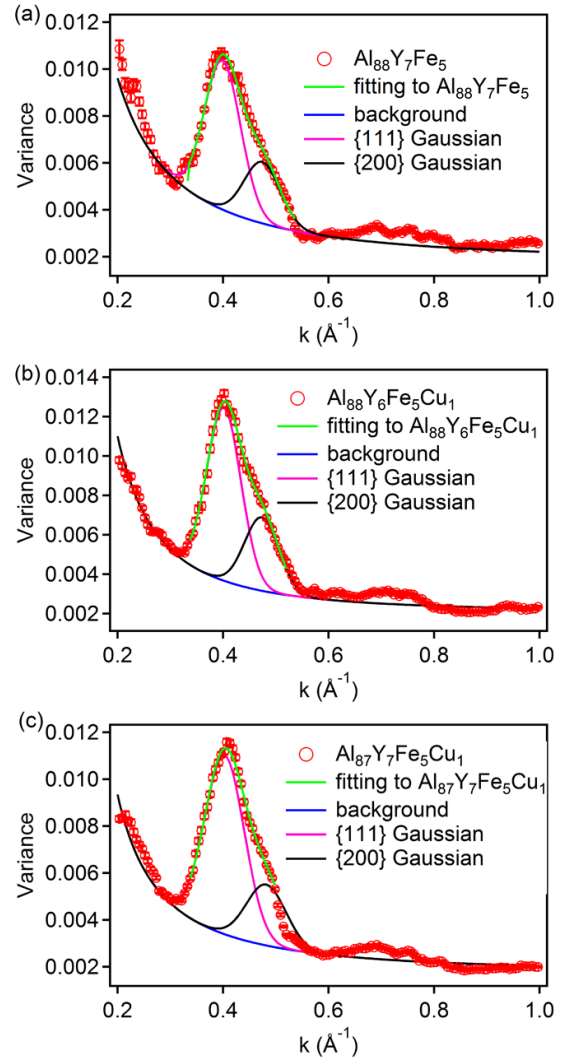 (a)
0.012
0.010
0.008
0.006
0.004
0.002
Variance
Al₈₈Y₇Fe₅
fitting to Al₈₈Y₇Fe₅
background
{111} Gaussian
{200} Gaussian
0.2 0.4 0.6 0.8 1.0
k (Å⁻¹)
(b)
0.014
0.012
0.010
0.008
0.006
0.004
0.002
Variance
Al₈₈Y₆Fe₅Cu₁
fitting to Al₈₈Y₆Fe₅Cu₁
background
{111} Gaussian
{200} Gaussian
0.2 0.4 0.6 0.8 1.0
k (Å⁻¹)
(c)
0.012
0.010
0.008
0.006
0.004
0.002
Variance
Al₈₇Y₇Fe₅Cu₁
fitting to Al₈₇Y₇Fe₅Cu₁
background
{111} Gaussian
{200} Gaussian
0.2 0.4 0.6 0.8 1.0
k (Å⁻¹)